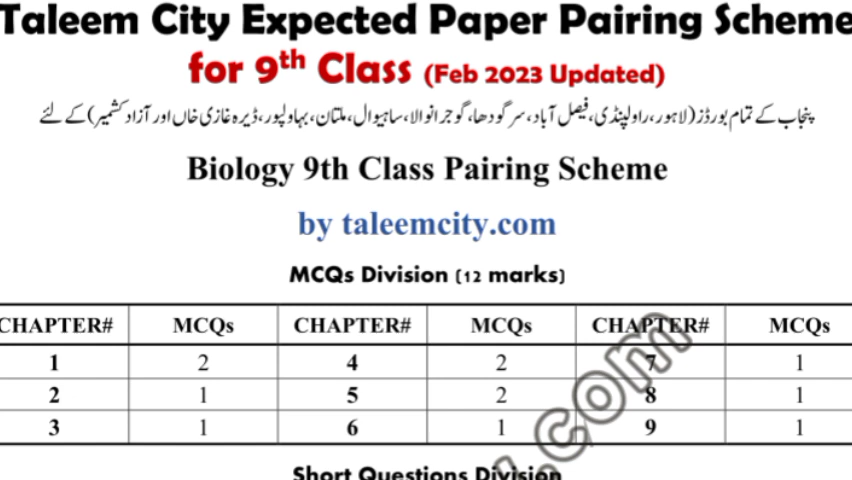 Taleem City Expected Paper Pairing Scheme
for 9th Class (Feb 2023 Updated)
پنجاب کے تمام بورڈز(لاہور،راولپنڈی،فیصل آباد،سرگودھا،گوجرانوالا،ساہیوال،ملتان،بہاولپور،ڈیرہ غازی خاں اور آزاد کشمیر)کے لئے
Biology 9th Class Pairing Scheme
by taleemcity.com
MCQs Division (12 marks)
CHAPTER# MCQs CHAPTER# MCQs CHAPTER# MCQs
1 2 4 2 7 1
2 1 5 2 8 1
3 1 6 1 9 1
.com
Short Questions Division